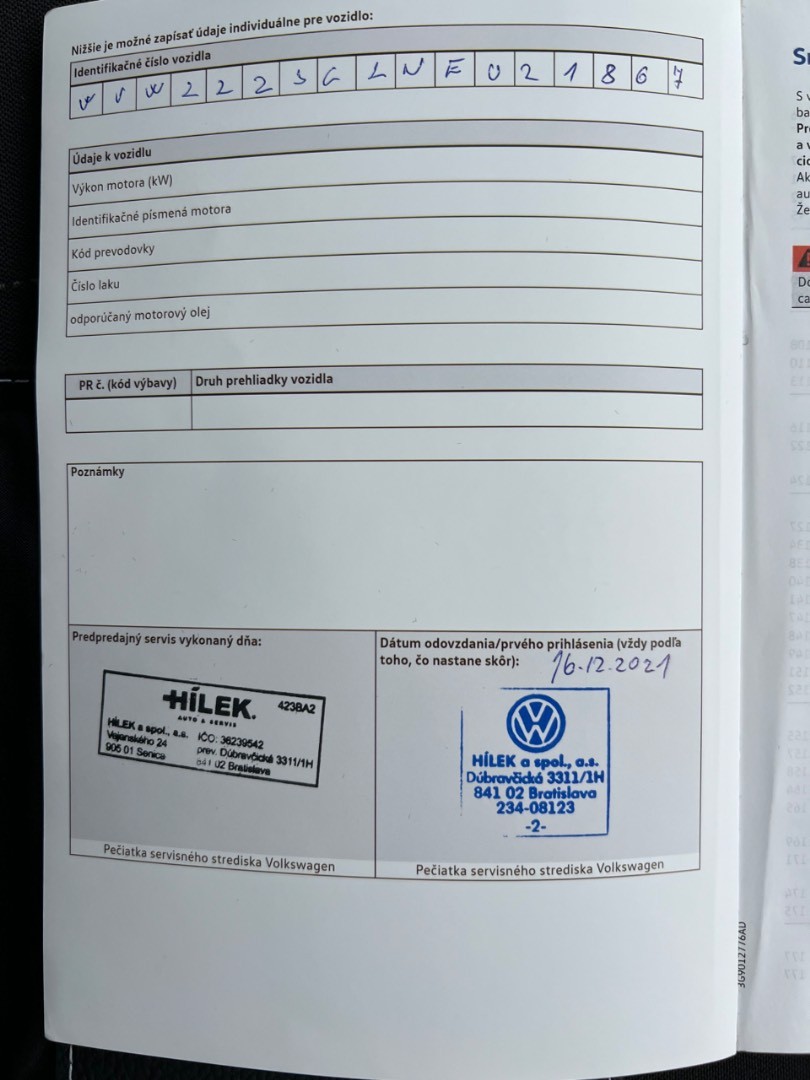 Nižšie je možné zapísať údaje individuálne pre vozidlo:
Identifikačné číslo vozidla
W V W Z Z Z 3 C Z N E 0 2 1 8 6 7
Údaje k vozidlu
Výkon motora (kW)
Identifikačné písmená motora
Kód prevodovky
Číslo laku
odporúčaný motorový olej
PR č. (kód výbavy) Druh prehliadky vozidla
Poznámky
Predpredajný servis vykonaný dňa:
HÍLEK.
423BA2
AUTO & SERVIS
HÍLEK a spol., a.s. IČO: 36239542
Vajanského 24 prev. Dúbravčická 3311/1H
905 01 Senica 841 02 Bratislava
Pečiatka servisného strediska Volkswagen
Dátum odovzdania/prvého prihlásenia (vždy podľa
toho, čo nastane skôr): 16.12.2021
HÍLEK a spol., a.s.
Dúbravčická 3311/1H
841 02 Bratislava
234-08123
-2-
Pečiatka servisného strediska Volkswagen
3G9012776AD